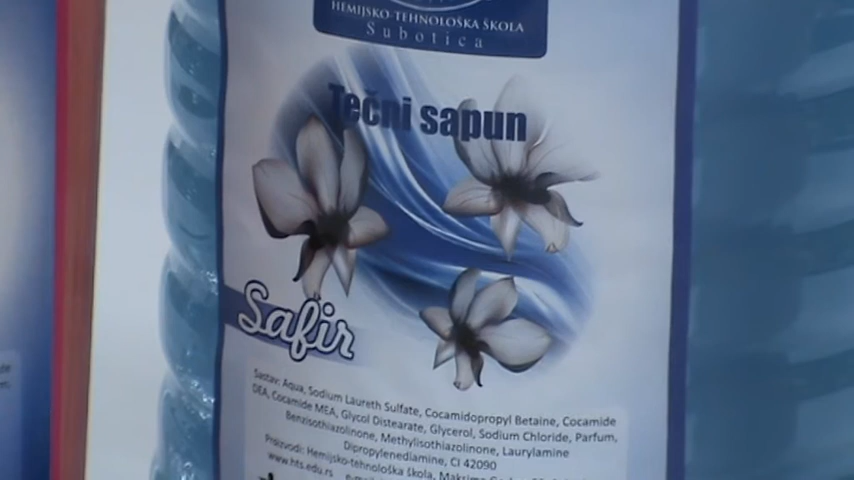 HEMIJSKO-TEHNOLOŠKA ŠKOLA
Subotica
Tečni sapun
Safir
Sastav: Aqua, Sodium Laureth Sulfate, Cocamidopropyl Betaine, Cocamide
DEA, Cocamide MEA, Glycol Distearate, Glycerol, Sodium Chloride, Parfum,
Benzisothiazolinone, Methylisothiazolinone, Laurylamine
Dipropylenediamine, CI 42090
Proizvodi: Hemijsko-tehnološka škola, Maksima
www.hts.edu.rs